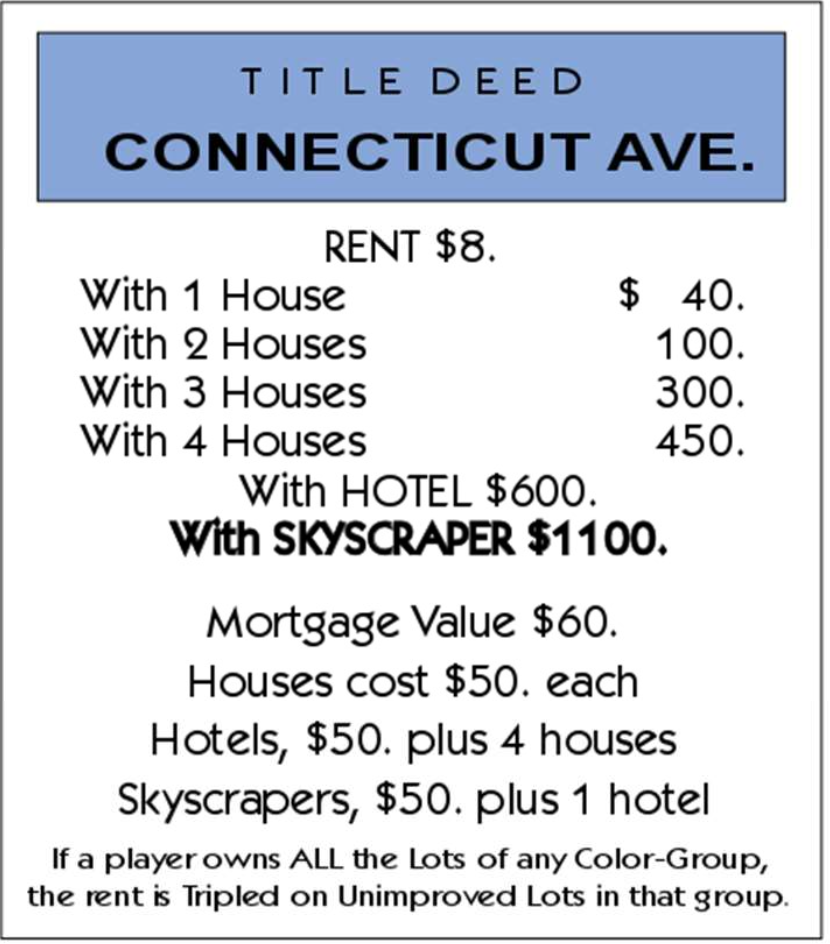 TITLE DEED
CONNECTICUT AVE.
RENT $8.
With 1 House $ 40.
With 2 Houses 100.
With 3 Houses 300.
With 4 Houses 450.
With HOTEL $600.
With SKYSCRAPER $1100.
Mortgage Value $60.
Houses cost $50. each
Hotels, $50. plus 4 houses
Skyscrapers, $50. plus 1 hotel
If a player owns ALL the Lots of any Color-Group,
the rent is Tripled on Unimproved Lots in that group.